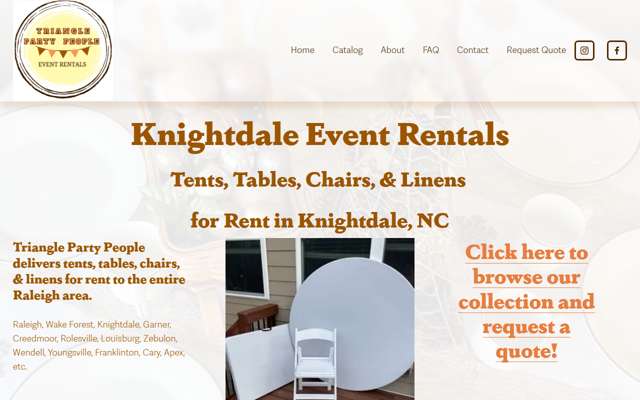 TRIANGLE
PARTY PEOPLE
EVENT RENTALS
Home Catalog About FAQ Contact Request Quote
Knightdale Event Rentals
Tents, Tables, Chairs, & Linens
for Rent in Knightdale, NC
Triangle Party People
delivers tents, tables, chairs,
& linens for rent to the entire
Raleigh area.
Raleigh, Wake Forest, Knightdale, Garner,
Creedmoor, Rolesville, Louisburg, Zebulon,
Wendell, Youngsville, Franklinton, Cary, Apex,
etc.
Click here to
browse our
collection and
request a
quote!